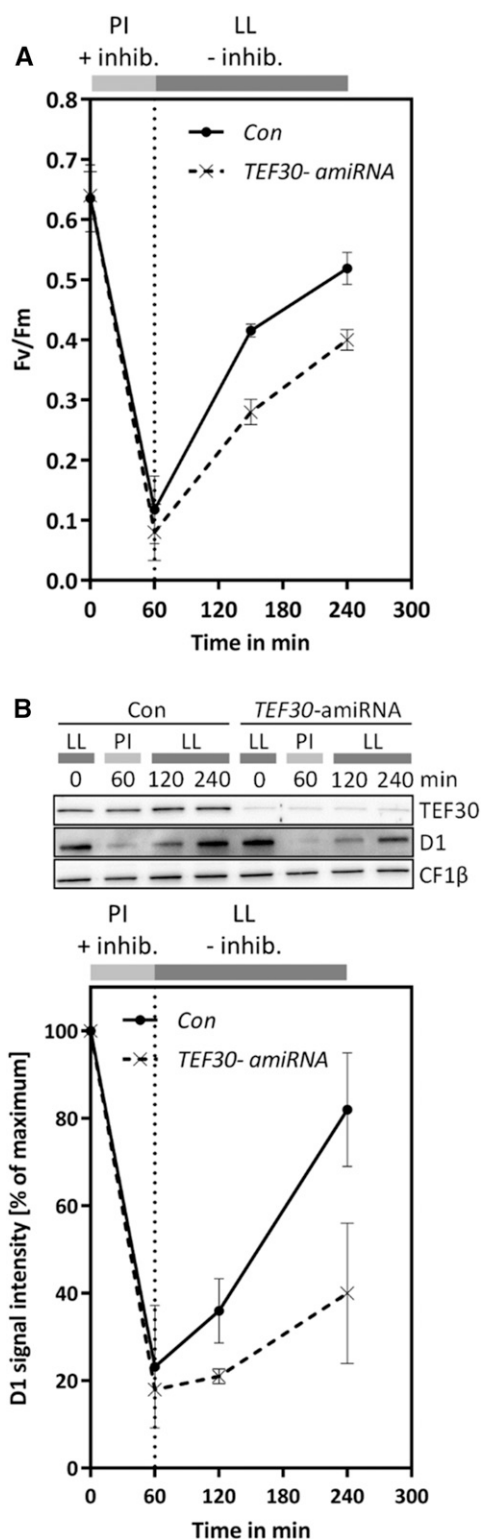 A
PI LL
+ inhib. - inhib.
Con
TEF30- amiRNA
Fv/Fm
0.8
0.7
0.6
0.5
0.4
0.3
0.2
0.1
0.0
0 60 120 180 240 300
Time in min
B
Con TEF30-amiRNA
LL PI LL LL PI LL
0 60 120 240 0 60 120 240 min
TEF30
D1
CF1β
PI LL
+ inhib. - inhib.
Con
TEF30- amiRNA
D1 signal intensity [% of maximum]
100
80
60
40
20
0
0 60 120 180 240 300
Time in min